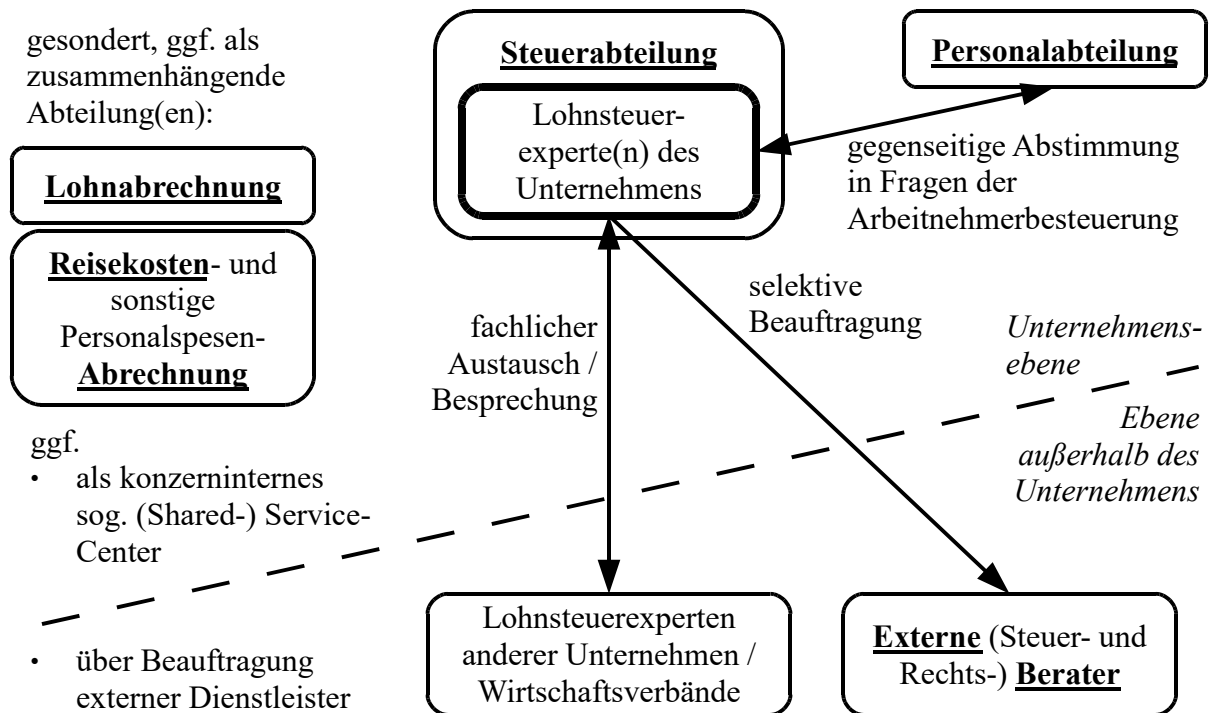 gesondert, ggf. als
zusammenhängende
Abteilung(en):
Lohnabrechnung
Reisekosten- und
sonstige
Personalspesen-
Abrechnung
ggf.
• als konzerninternes
sog. (Shared-) Service-
Center
• über Beauftragung
externer Dienstleister
Steuerabteilung
Lohnsteuer-
experte(n) des
Unternehmens
Personalabteilung
gegenseitige Abstimmung
in Fragen der
Arbeitnehmerbesteuerung
fachlicher
Austausch /
Besprechung
selektive
Beauftragung
Unternehmens-
ebene
Ebene
außerhalb des
Unternehmens
Lohnsteuerexperten
anderer Unternehmen /
Wirtschaftsverbände
Externe (Steuer- und
Rechts-) Berater